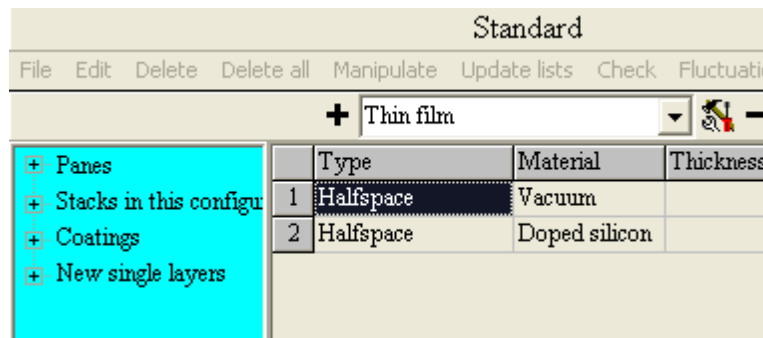 Standard
File Edit Delete Delete all Manipulate Update lists Check Fluctuati
+ Thin film
Panes
Stacks in this configu
Coatings
New single layers
Type Material Thickness
1 Halfspace Vacuum
2 Halfspace Doped silicon